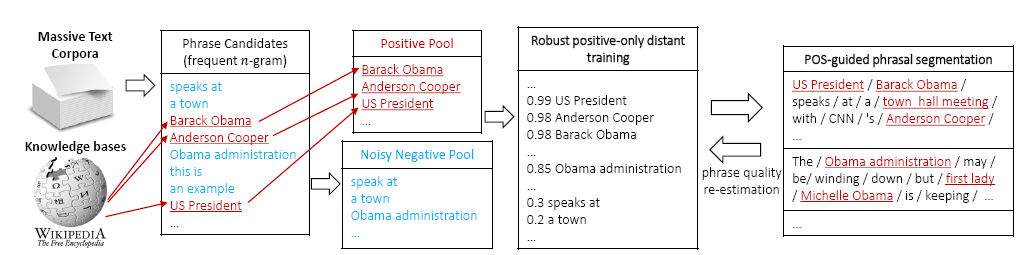 Massive Text
Corpora
Knowledge bases
WIKIPEDIA
The Free Encyclopedia
Phrase Candidates
(frequent n-gram)
speaks at
a town
Barack Obama
Anderson Cooper
Obama administration
this is
an example
US President
...
Positive Pool
Barack Obama
Anderson Cooper
US President
...
Noisy Negative Pool
speak at
a town
Obama administration
...
Robust positive-only distant
training
...
0.99 US President
0.98 Anderson Cooper
0.98 Barack Obama
...
0.85 Obama administration
...
0.3 speaks at
0.2 a town
...
phrase quality
re-estimation
POS-guided phrasal segmentation
US President / Barack Obama /
speaks / at / a / town hall meeting /
with / CNN / 's / Anderson Cooper /
...
The / Obama administration / may /
be/ winding / down / but / first lady /
Michelle Obama / is / keeping / ...
...